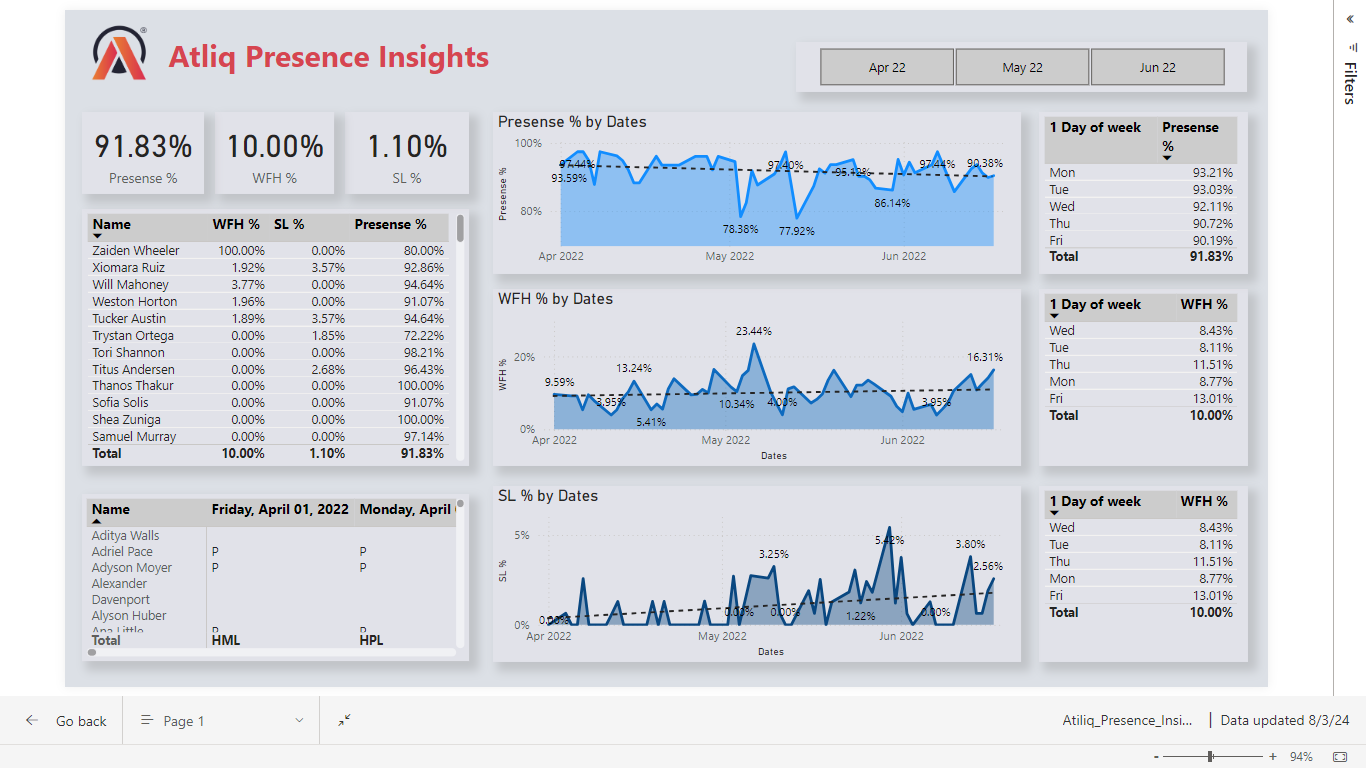 Atliq Presence Insights
®
Apr 22 May 22 Jun 22
«
Filters
91.83%
Presense %
10.00%
WFH %
1.10%
SL %
Name WFH % SL % Presense %
Zaiden Wheeler 100.00% 0.00% 80.00%
Xiomara Ruiz 1.92% 3.57% 92.86%
Will Mahoney 3.77% 0.00% 94.64%
Weston Horton 1.96% 0.00% 91.07%
Tucker Austin 1.89% 3.57% 94.64%
Trystan Ortega 0.00% 1.85% 72.22%
Tori Shannon 0.00% 0.00% 98.21%
Titus Andersen 0.00% 2.68% 96.43%
Thanos Thakur 0.00% 0.00% 100.00%
Sofia Solis 0.00% 0.00% 91.07%
Shea Zuniga 0.00% 0.00% 100.00%
Samuel Murray 0.00% 0.00% 97.14%
Total 10.00% 1.10% 91.83%
Name Friday, April 01, 2022 Monday, April
Aditya Walls
Adriel Pace P P
Adyson Moyer P P
Alexander
Davenport
Alyson Huber
Ana Little P P
Total HML HPL
Presense % by Dates
Presense %
100%
80%
97.44%
93.59%
78.38%
97.40%
77.92%
95.12%
86.14%
97.44%
90.38%
Apr 2022 May 2022 Jun 2022
WFH % by Dates
WFH %
20%
0%
9.59%
3.95%
13.24%
5.41%
10.34%
23.44%
4.00%
3.95%
16.31%
Apr 2022 May 2022 Jun 2022
Dates
SL % by Dates
SL %
5%
0%
0.00%
0.00%
3.25%
0.00%
1.22%
5.42%
0.00%
3.80%
2.56%
Apr 2022 May 2022 Jun 2022
Dates
1 Day of week Presense
%
Mon 93.21%
Tue 93.03%
Wed 92.11%
Thu 90.72%
Fri 90.19%
Total 91.83%
1 Day of week WFH %
Wed 8.43%
Tue 8.11%
Thu 11.51%
Mon 8.77%
Fri 13.01%
Total 10.00%
1 Day of week WFH %
Wed 8.43%
Tue 8.11%
Thu 11.51%
Mon 8.77%
Fri 13.01%
Total 10.00%
Go back Page 1 Atiliq_Presence_Insi... | Data updated 8/3/24
- + 94%